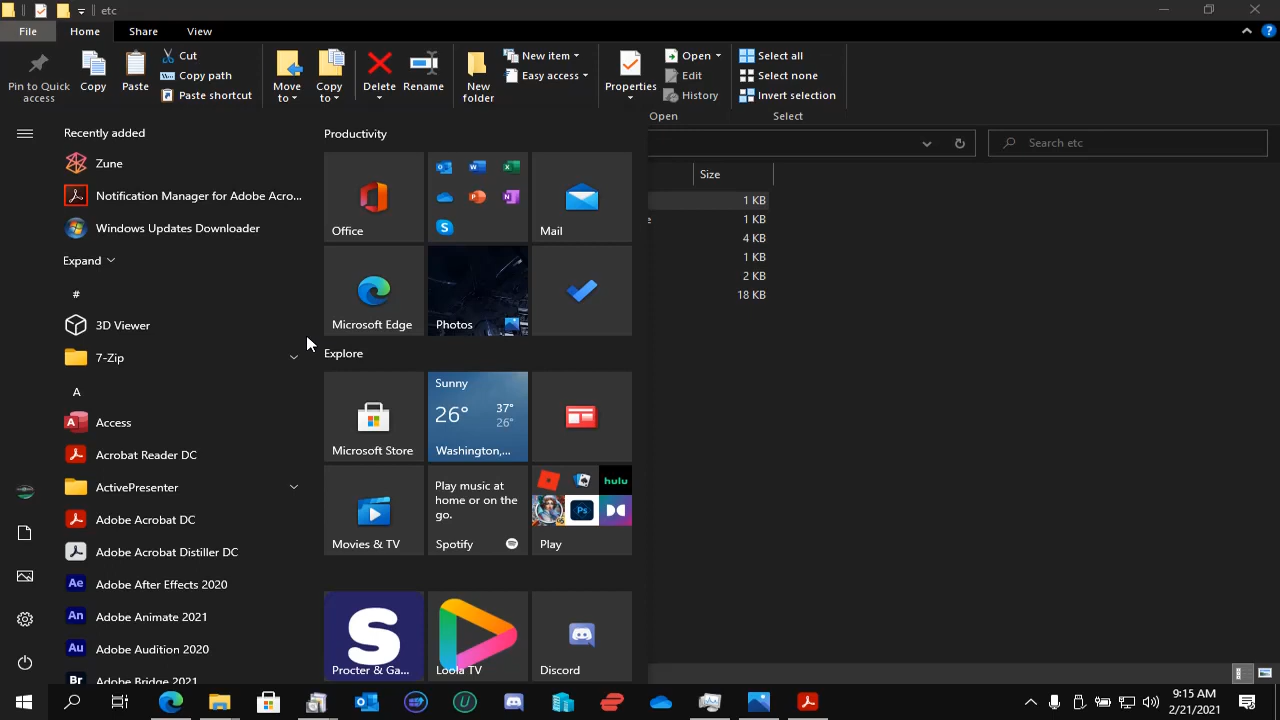 etc
File
Home
Share
View
Pin to Quick access
Copy
Paste
Cut
Copy path
Paste shortcut
Move to
Copy to
Delete
Rename
New folder
New item
Easy access
Properties
Open
Edit
History
Select all
Select none
Invert selection
Open
Select
Search etc
Size
1 KB
1 KB
4 KB
1 KB
2 KB
18 KB
Recently added
Zune
Notification Manager for Adobe Acro...
Windows Updates Downloader
Expand
#
3D Viewer
7-Zip
A
Access
Acrobat Reader DC
ActivePresenter
Adobe Acrobat DC
Adobe Acrobat Distiller DC
Ae Adobe After Effects 2020
An Adobe Animate 2021
Au Adobe Audition 2020
Br Adobe Bridge 2021
Productivity
Office
Mail
Microsoft Edge
Photos
Explore
Microsoft Store
Sunny
26°
37°
26°
Washington,...
Movies & TV
Play music at
home or on the
go.
Spotify
hulu
Ps
Play
S
Procter & Ga...
Loola TV
Discord
9:15 AM
2/21/2021